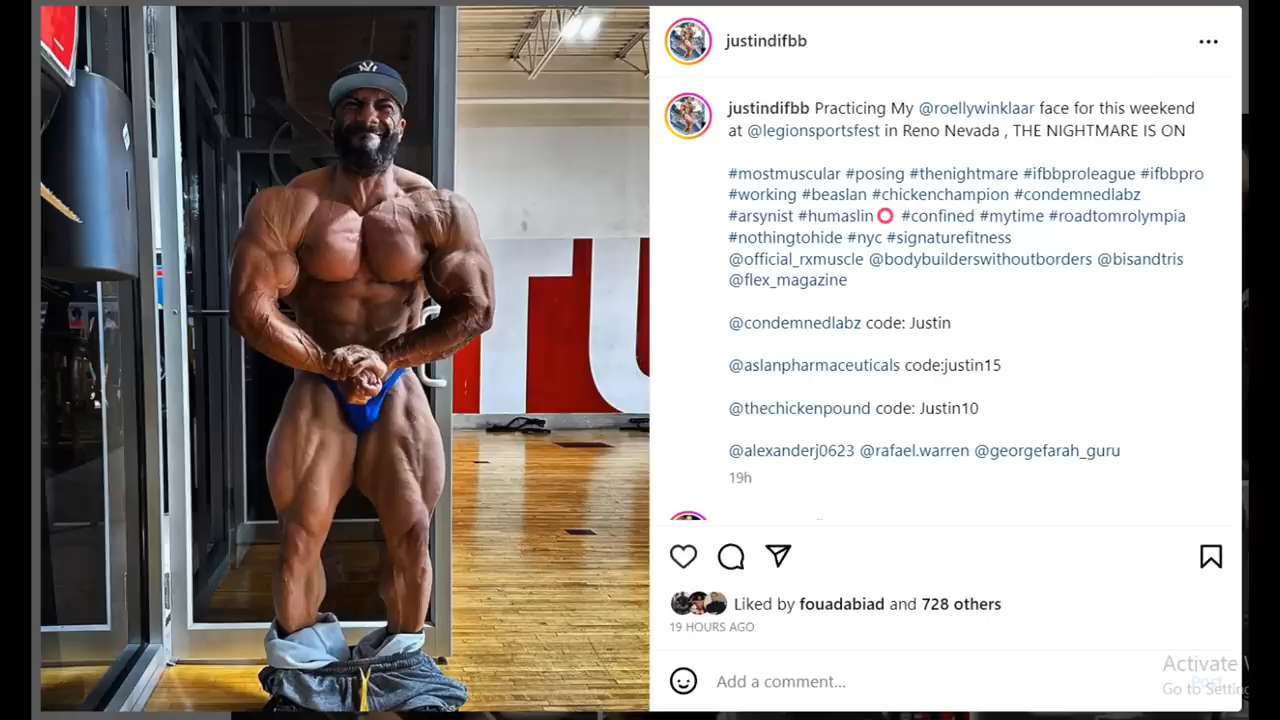 justindifbb
justindifbb Practicing My @roellywinklaar face for this weekend
at @legionsportsfest in Reno Nevada , THE NIGHTMARE IS ON
#mostmuscular #posing #thenightmare #ifbbproleague #ifbbpro
#working #beaslan #chickenchampion #condemnedlabz
#arsynist #humaslin⭕ #confined #mytime #roadtomrolympia
#nothingtohide #nyc #signaturefitness
@official_rxmuscle @bodybuilderswithoutborders @bisandtris
@flex_magazine
@condemnedlabz code: Justin
@aslanpharmaceuticals code:justin15
@thechickenpound code: Justin10
@alexanderj0623 @rafael.warren @georgefarah_guru
19h
Liked by fouadabiad and 728 others
19 HOURS AGO
Add a comment...
Post
Activate
Go to Setting
NY